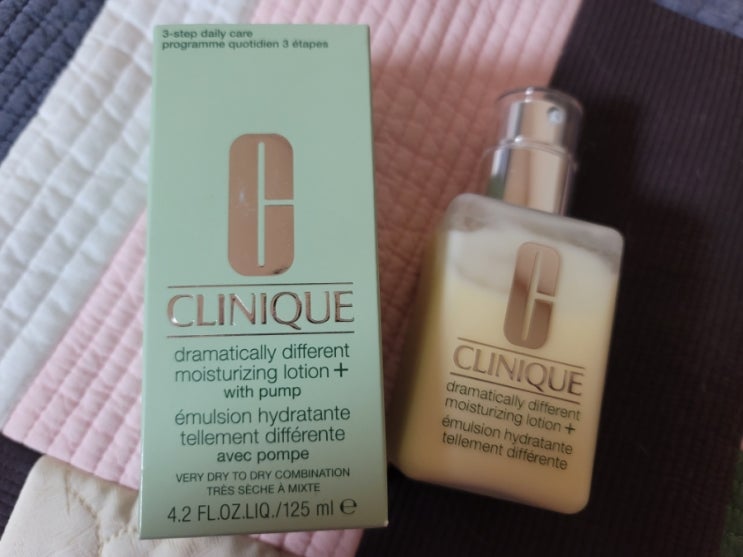 3-step daily care
programme quotidien 3 étapes
C
CLINIQUE
dramatically different
moisturizing lotion +
with pump
émulsion hydratante
tellement différente
avec pompe
VERY DRY TO DRY COMBINATION
TRÈS SÈCHE À MIXTE
4.2 FL.OZ.LIQ./125 ml ℮
C
CLINIQUE
dramatically different
moisturizing lotion +
émulsion hydratante
tellement différente